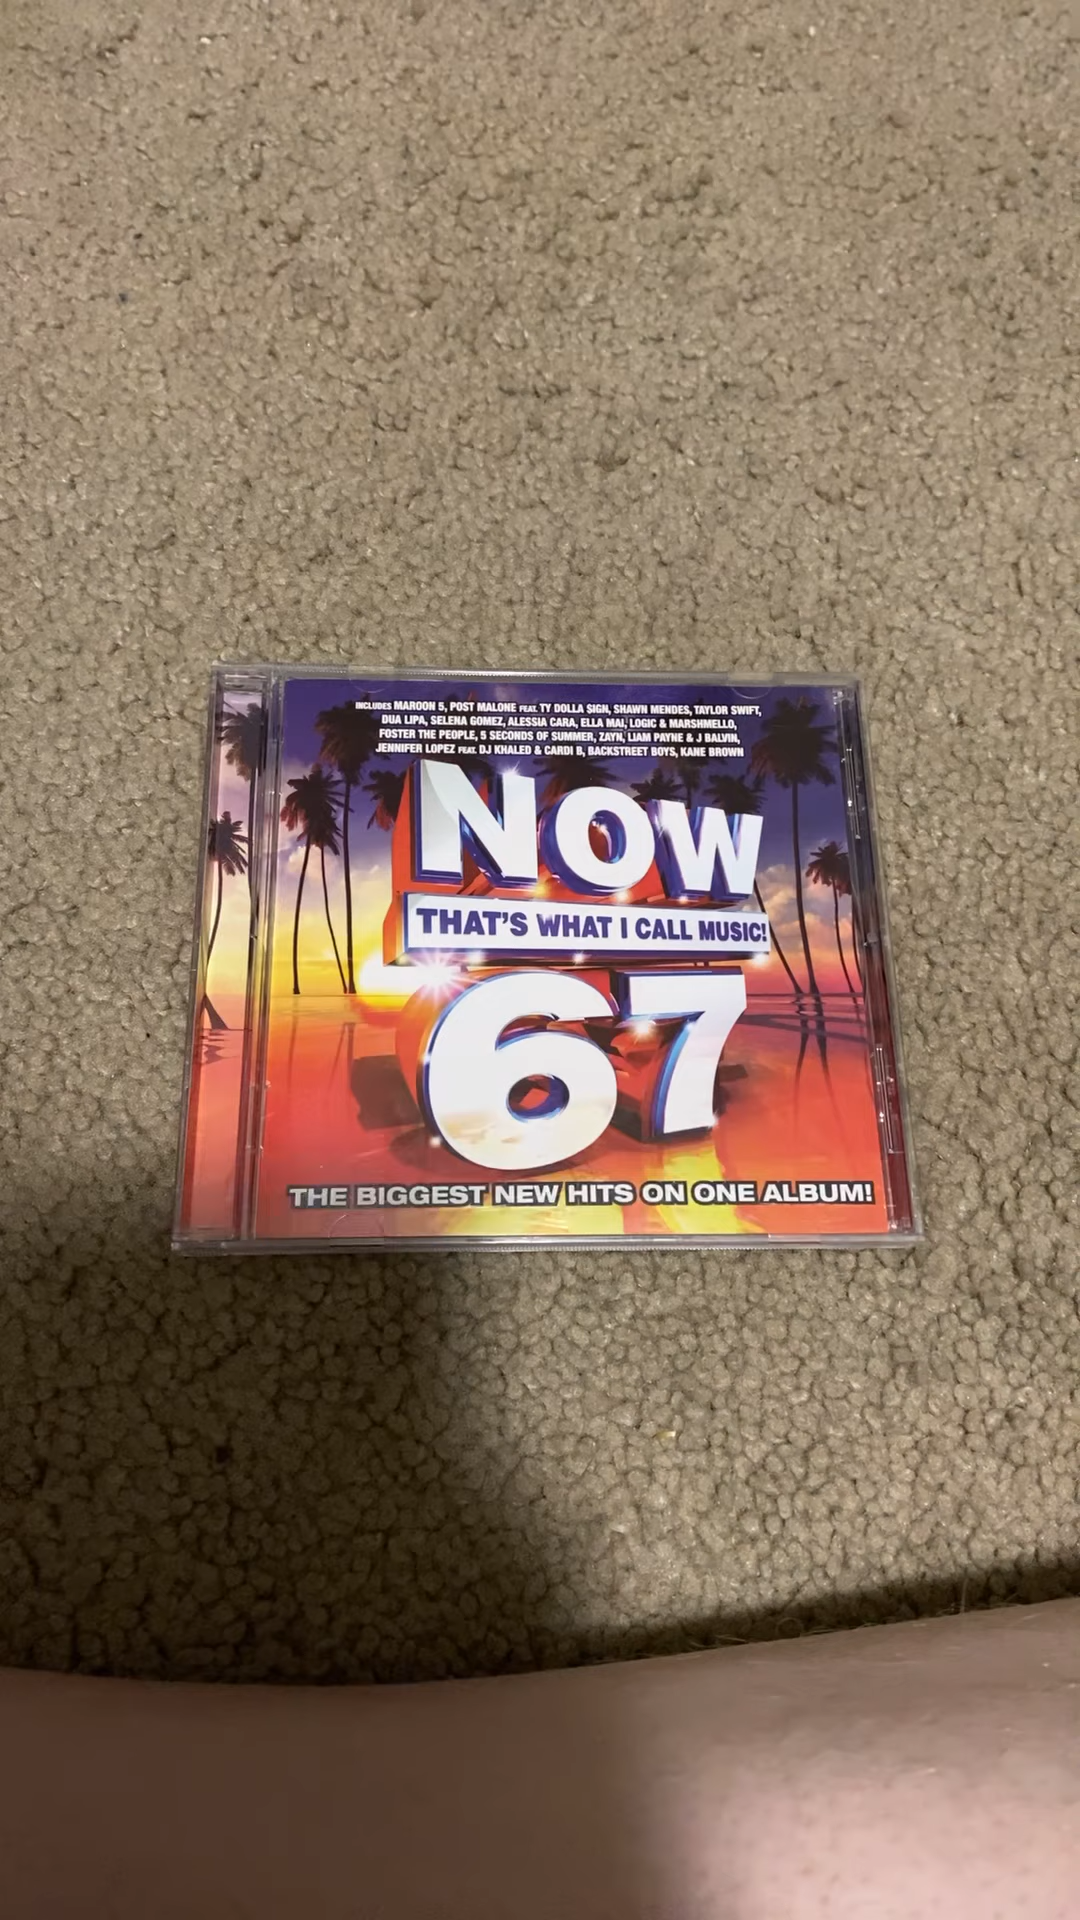 INCLUDES MAROON 5, POST MALONE FEAT. TY DOLLA $IGN, SHAWN MENDES, TAYLOR SWIFT,
DUA LIPA, SELENA GOMEZ, ALESSIA CARA, ELLA MAI, LOGIC & MARSHMELLO,
FOSTER THE PEOPLE, 5 SECONDS OF SUMMER, ZAYN, LIAM PAYNE & J BALVIN,
JENNIFER LOPEZ FEAT. DJ KHALED & CARDI B, BACKSTREET BOYS, KANE BROWN
NOW
THAT'S WHAT I CALL MUSIC!
67
THE BIGGEST NEW HITS ON ONE ALBUM!